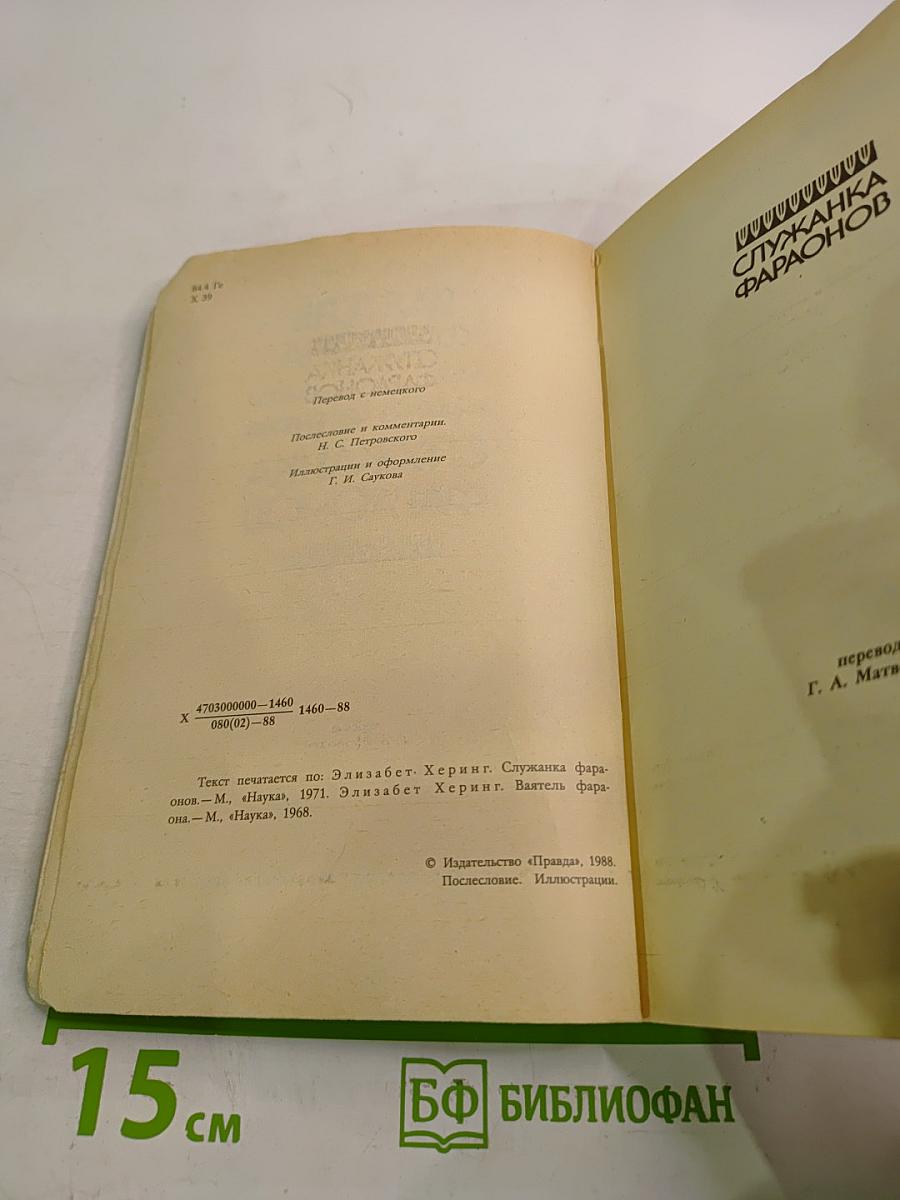 84.4 Ге
Х 39
Перевод с немецкого
Послесловие и комментарии.
Н. С. Петровского
Иллюстрации и оформление
Г. И. Саукова
Х 4703000000—1460 1460—88
080(02)—88
Текст печатается по: Элизабет Херинг. Служанка фара-
онов.—М., «Наука», 1971. Элизабет Херинг. Ваятель фара-
она.—М., «Наука», 1968.
© Издательство «Правда», 1988.
Послесловие. Иллюстрации.
СЛУЖАНКА
ФАРАОНОВ
перевод
Г. А. Матв
15 см
БФ БИБЛИОФАН